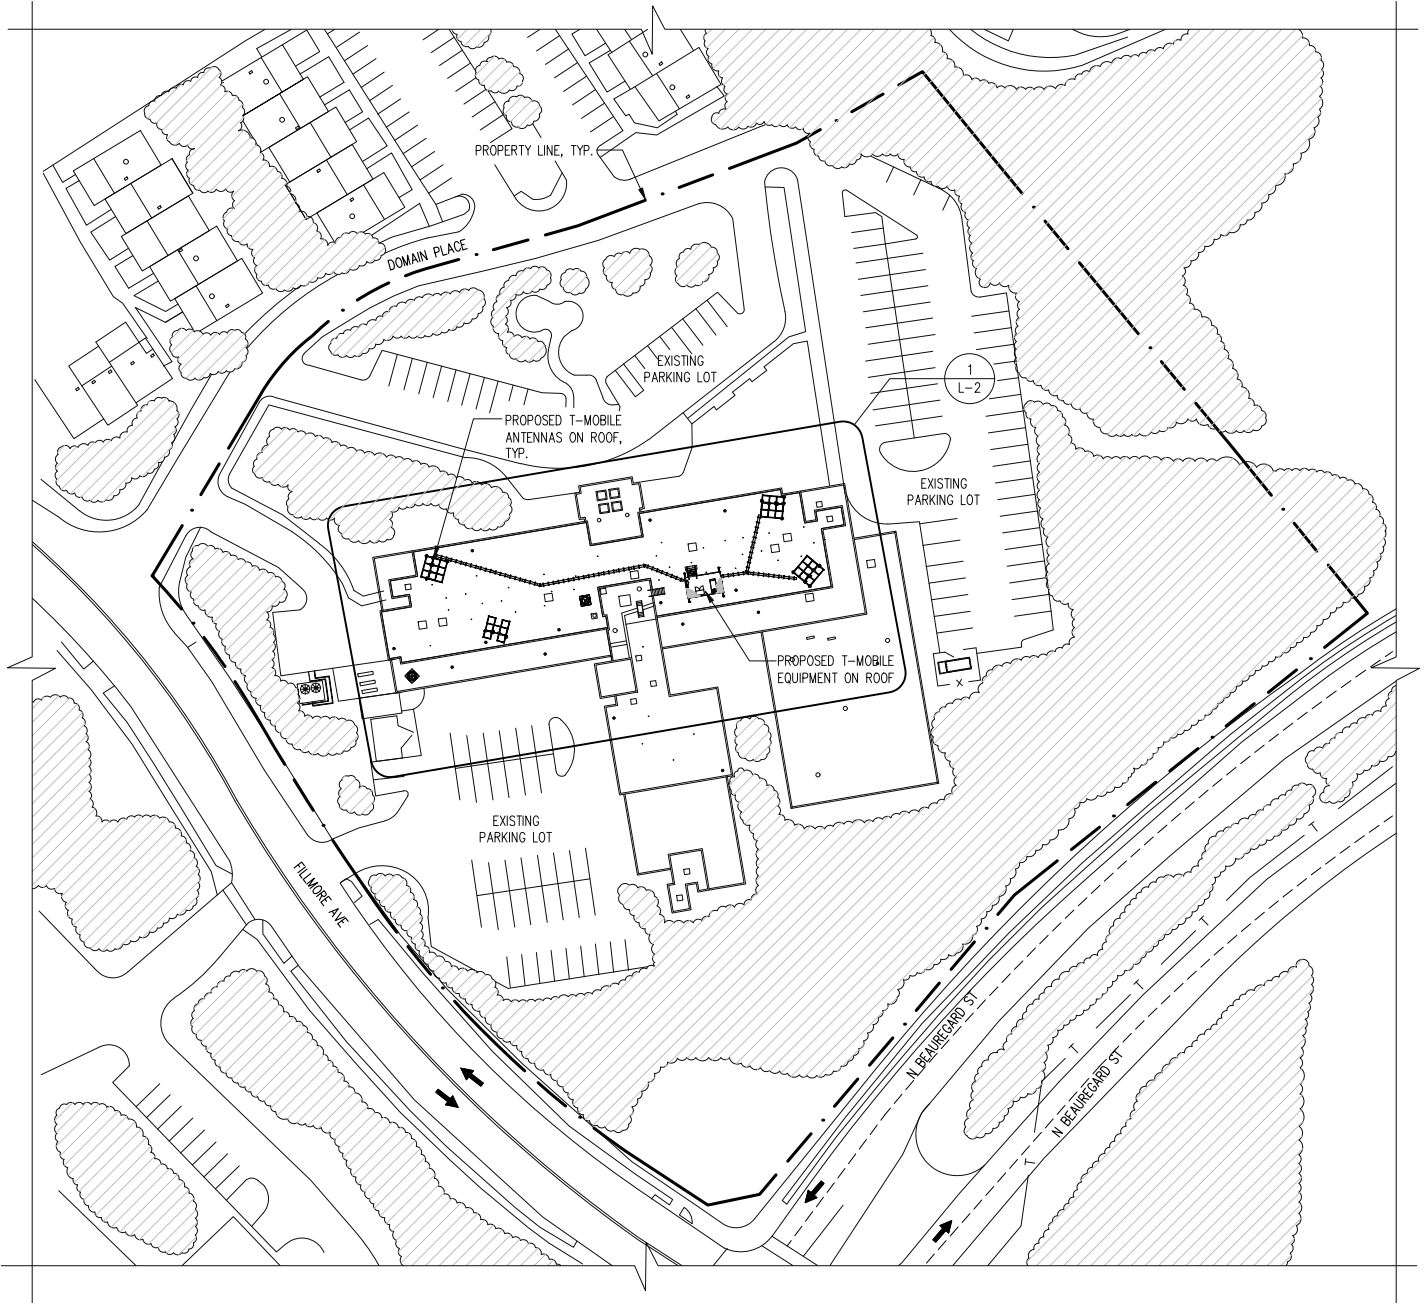 PROPERTY LINE, TYP.
DOMAIN PLACE
EXISTING
PARKING LOT
1
L-2
PROPOSED T-MOBILE
ANTENNAS ON ROOF,
TYP.
EXISTING
PARKING LOT
PROPOSED T-MOBILE
EQUIPMENT ON ROOF
X
EXISTING
PARKING LOT
FILLMORE AVE
T
T
T
T
T
N BEAUREGARD ST
N BEAUREGARD ST